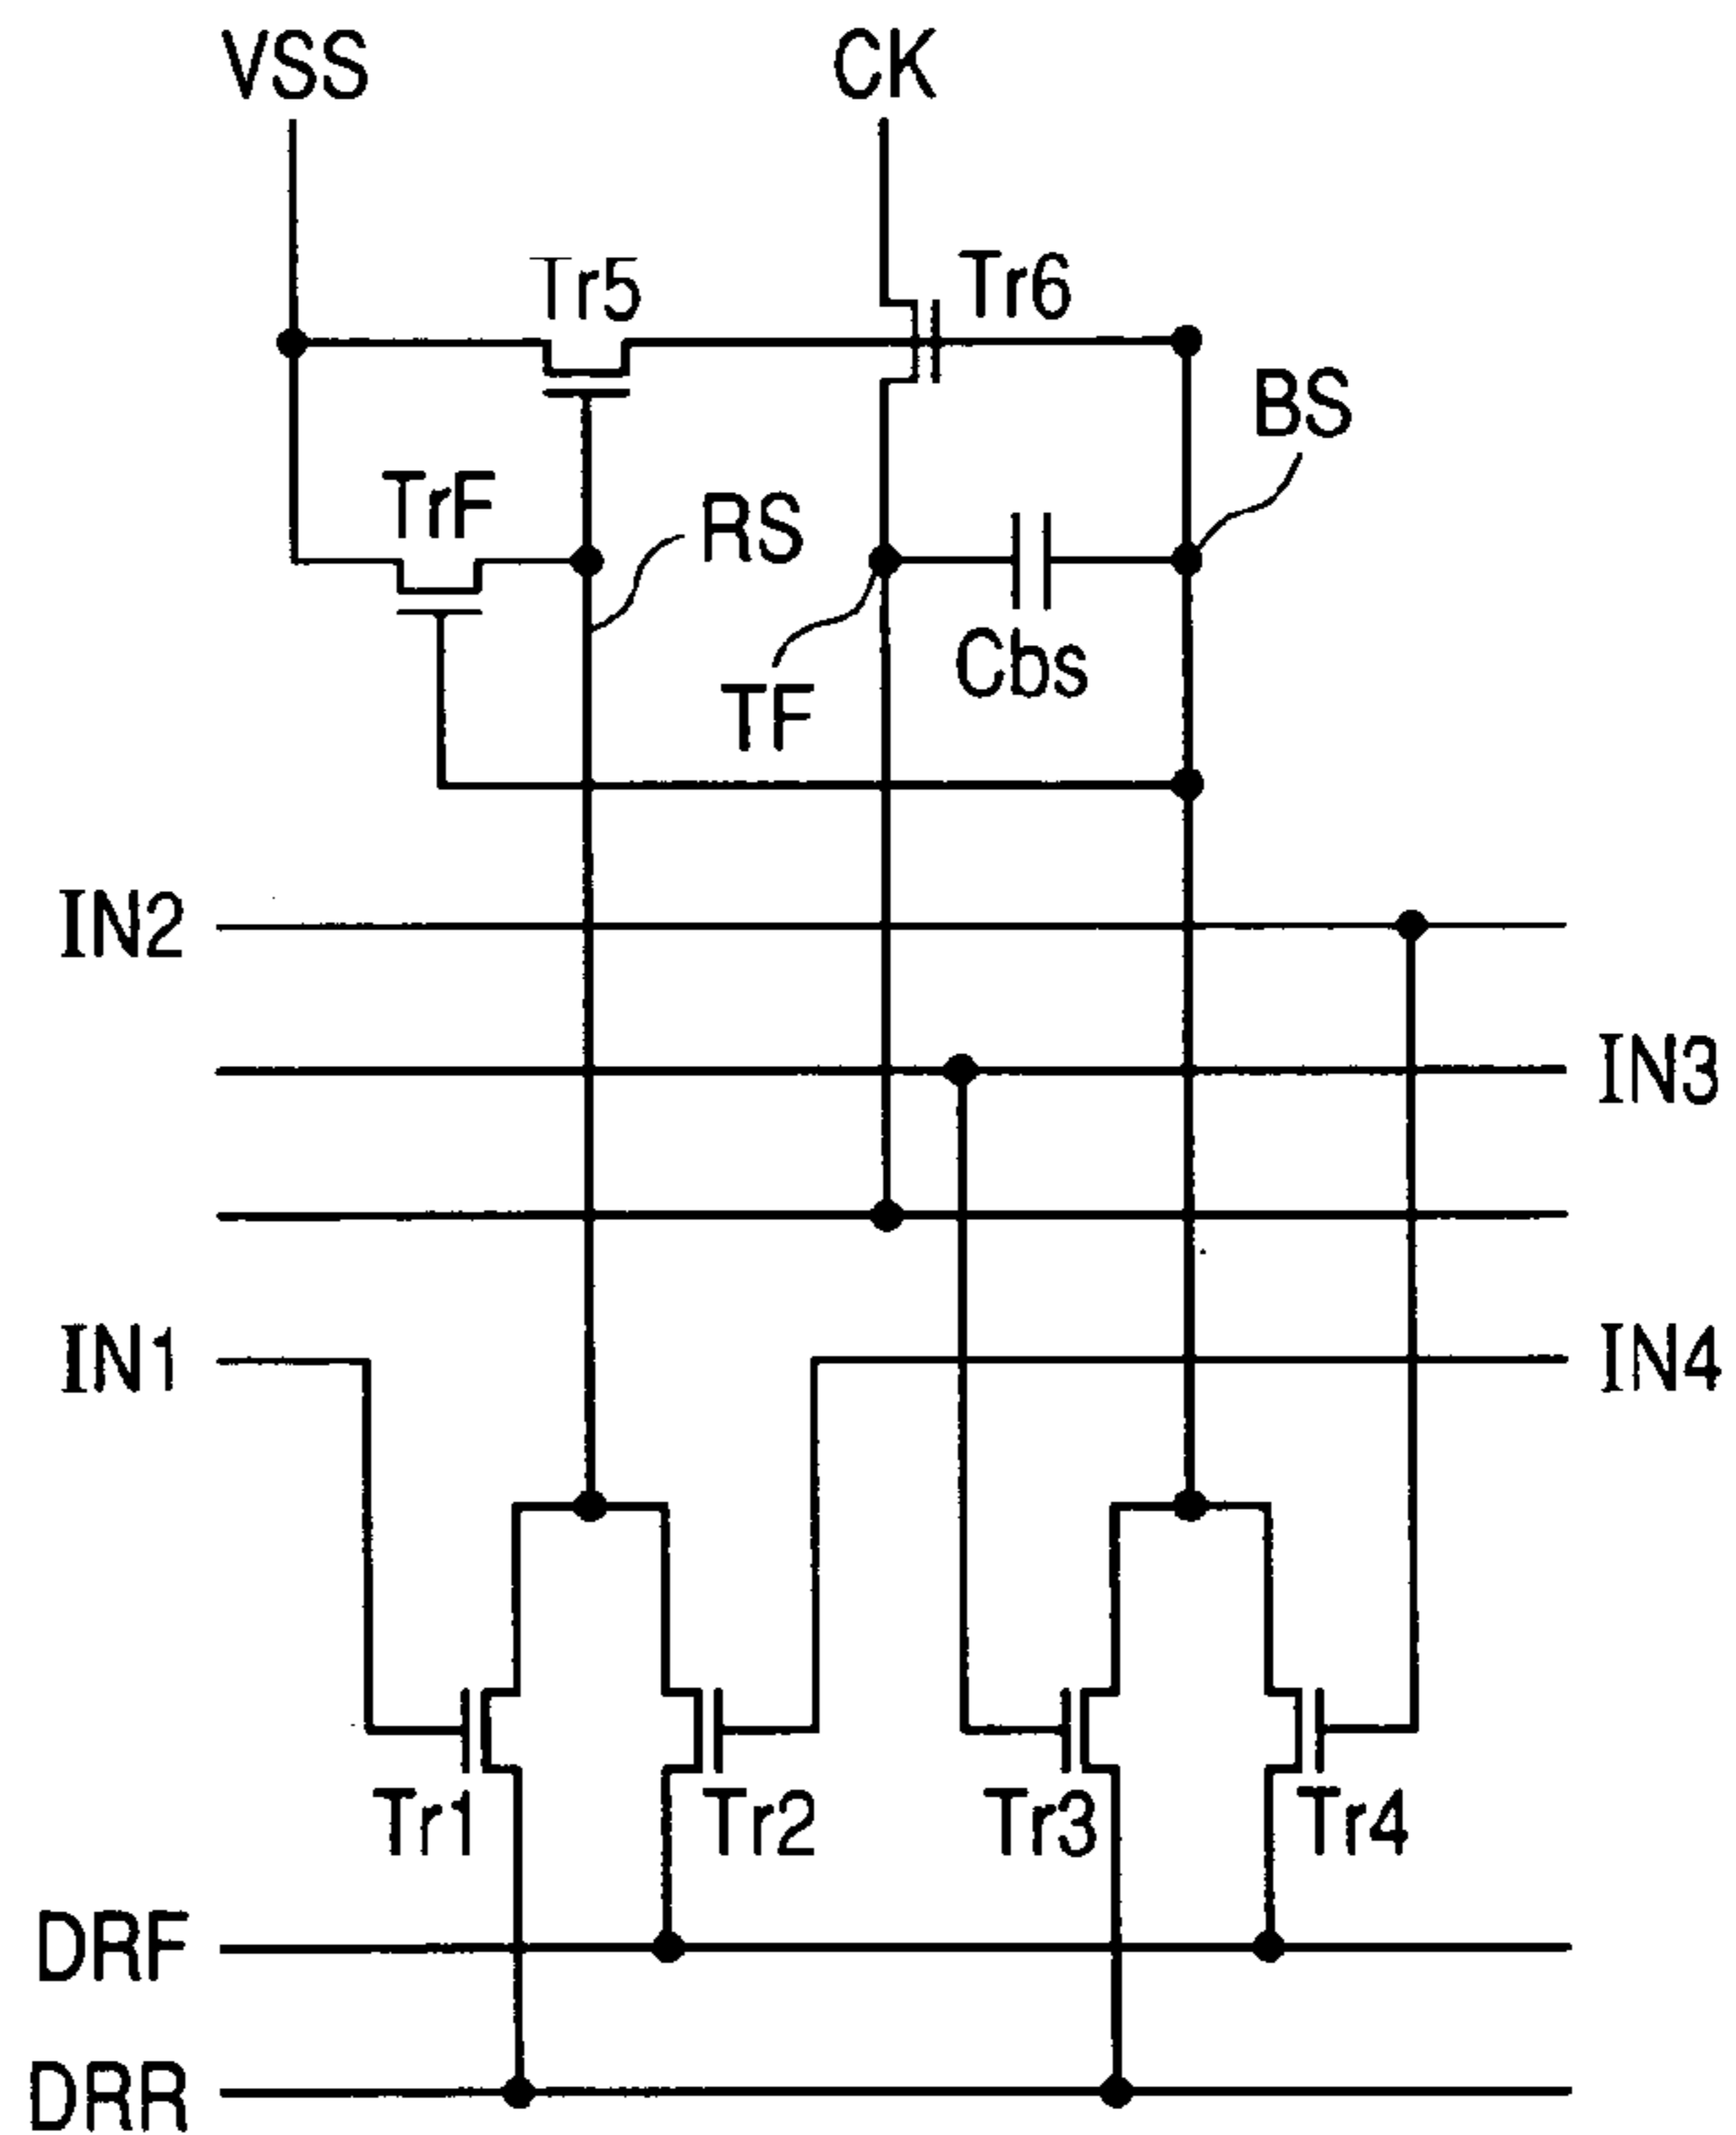 VSS
CK
Tr5
Tr6
BS
TrF
RS
Cbs
TF
IN2
IN3
IN1
IN4
Tr1
Tr2
Tr3
Tr4
DRF
DRR